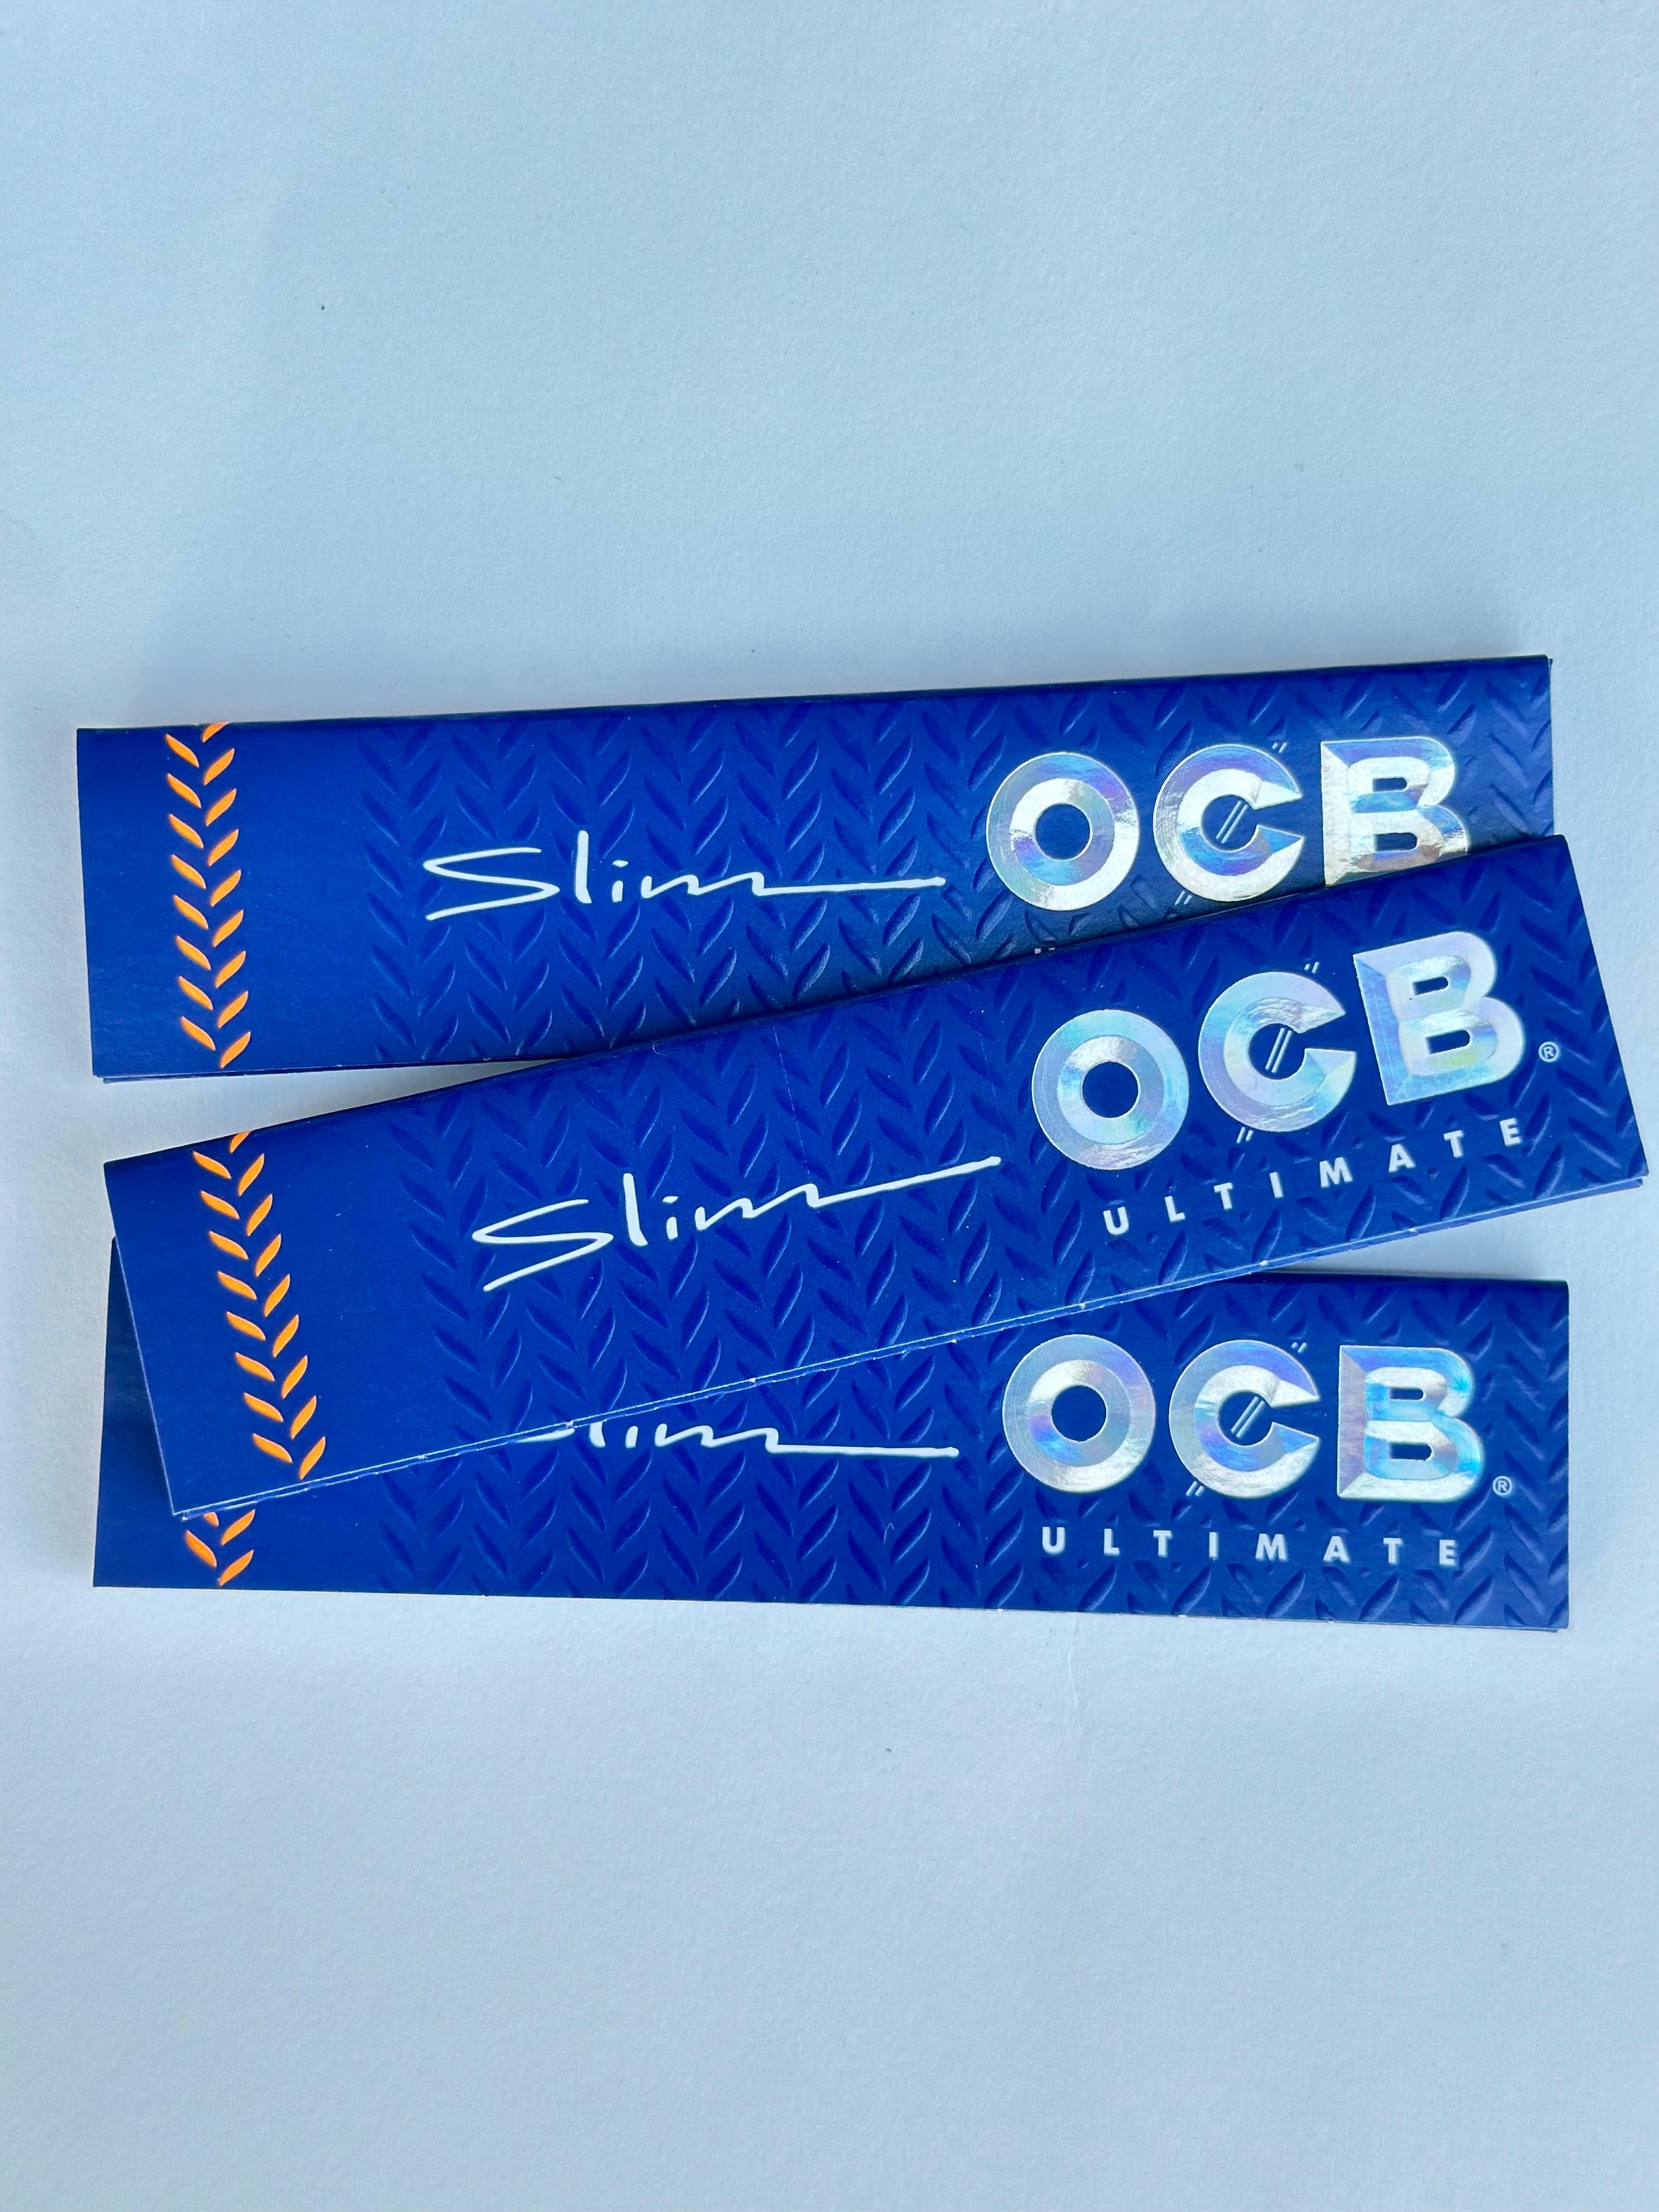 Slim
OCB
Slim
OCB®
ULTIMATE
OCB®
ULTIMATE